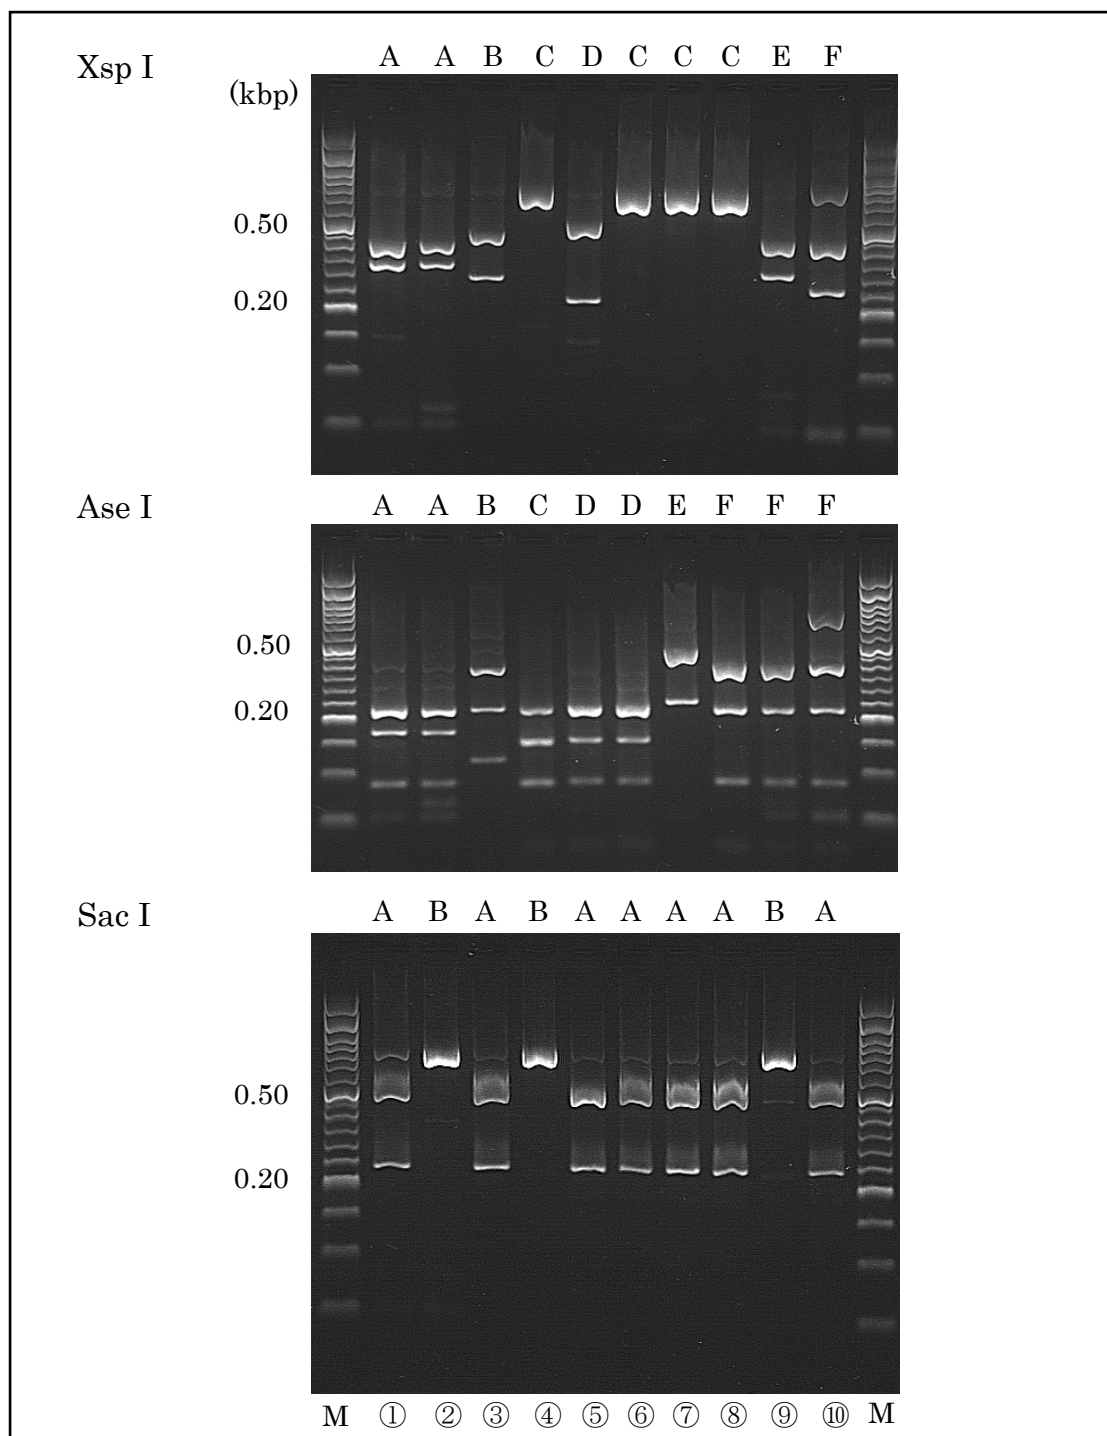 Xsp I
A A B C D C C C E F
(kbp)
0.50
0.20
Ase I
A A B C D D E F F F
0.50
0.20
Sac I
A B A B A A A A B A
0.50
0.20
M ① ② ③ ④ ⑤ ⑥ ⑦ ⑧ ⑨ ⑩ M